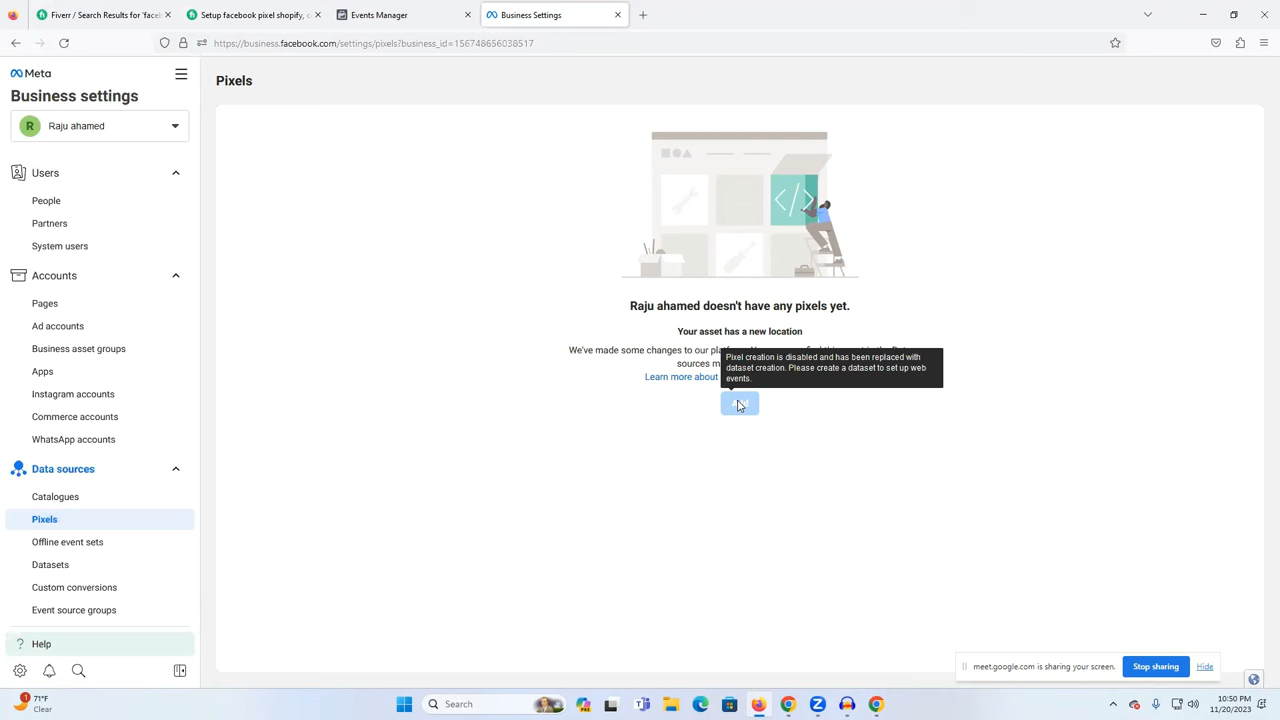 Fiverr / Search Results for 'facel
Setup facebook pixel shopify, c
Events Manager
Business Settings
https://business.facebook.com/settings/pixels?business_id=156748656038517
Meta
Business settings
R Raju ahamed
Users
People
Partners
System users
Accounts
Pages
Ad accounts
Business asset groups
Apps
Instagram accounts
Commerce accounts
WhatsApp accounts
Data sources
Catalogues
Pixels
Offline event sets
Datasets
Custom conversions
Event source groups
? Help
Pixels
Raju ahamed doesn't have any pixels yet.
Your asset has a new location
We've made some changes to our
sources
Learn more about
Pixel creation is disabled and has been replaced with
dataset creation. Please create a dataset to set up web
events.
meet.google.com is sharing your screen.
Stop sharing
Hide
1
71°F
Clear
Search
10:50 PM
11/20/2023